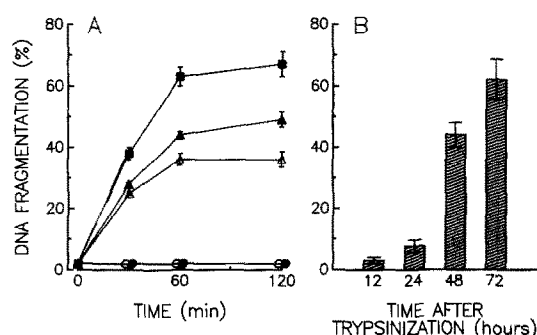 A
B
DNA FRAGMENTATION (%)
80
60
40
20
0
0
60
120
TIME (min)
80
60
40
20
0
12
24
48
72
TIME AFTER
TRYPSINIZATION (hours)